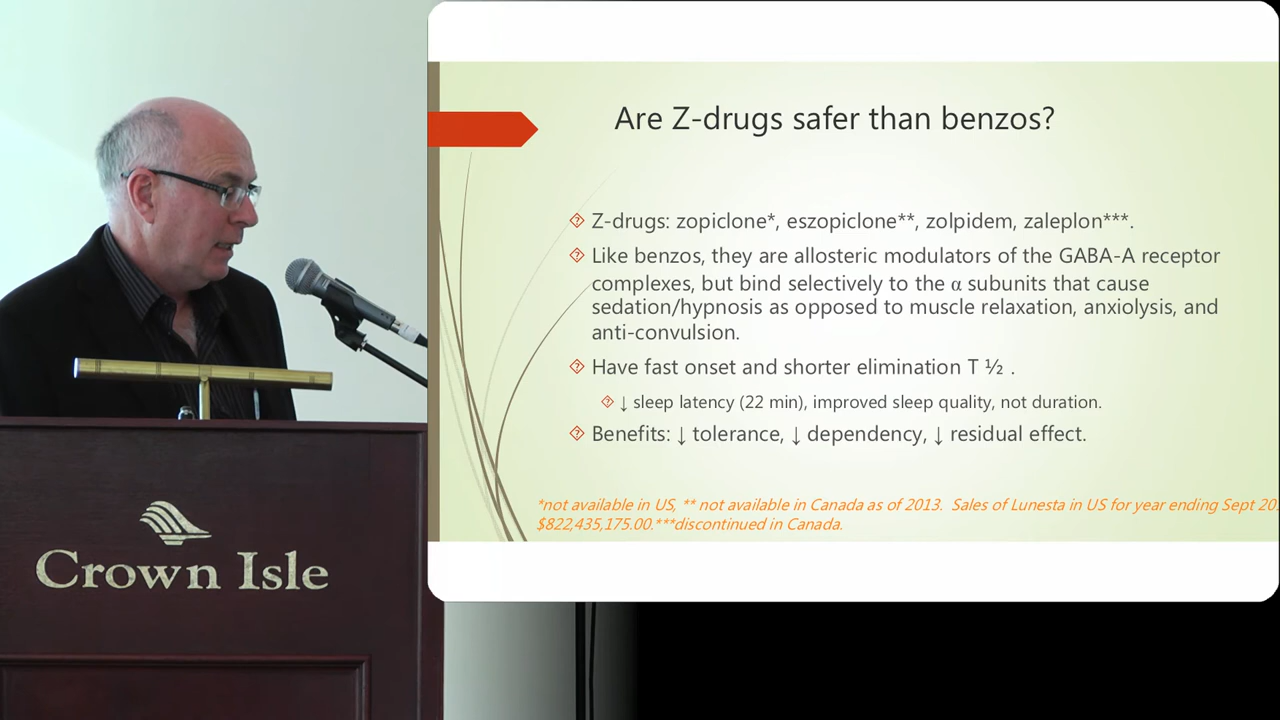 Are Z-drugs safer than benzos?
Z-drugs: zopiclone*, eszopiclone**, zolpidem, zaleplon***.
Like benzos, they are allosteric modulators of the GABA-A receptor
complexes, but bind selectively to the α subunits that cause
sedation/hypnosis as opposed to muscle relaxation, anxiolysis, and
anti-convulsion.
Have fast onset and shorter elimination T ½ .
↓ sleep latency (22 min), improved sleep quality, not duration.
Benefits: ↓ tolerance, ↓ dependency, ↓ residual effect.
*not available in US, ** not available in Canada as of 2013.  Sales of Lunesta in US for year ending Sept
$822,435,175.00.***discontinued in Canada.
Crown Isle